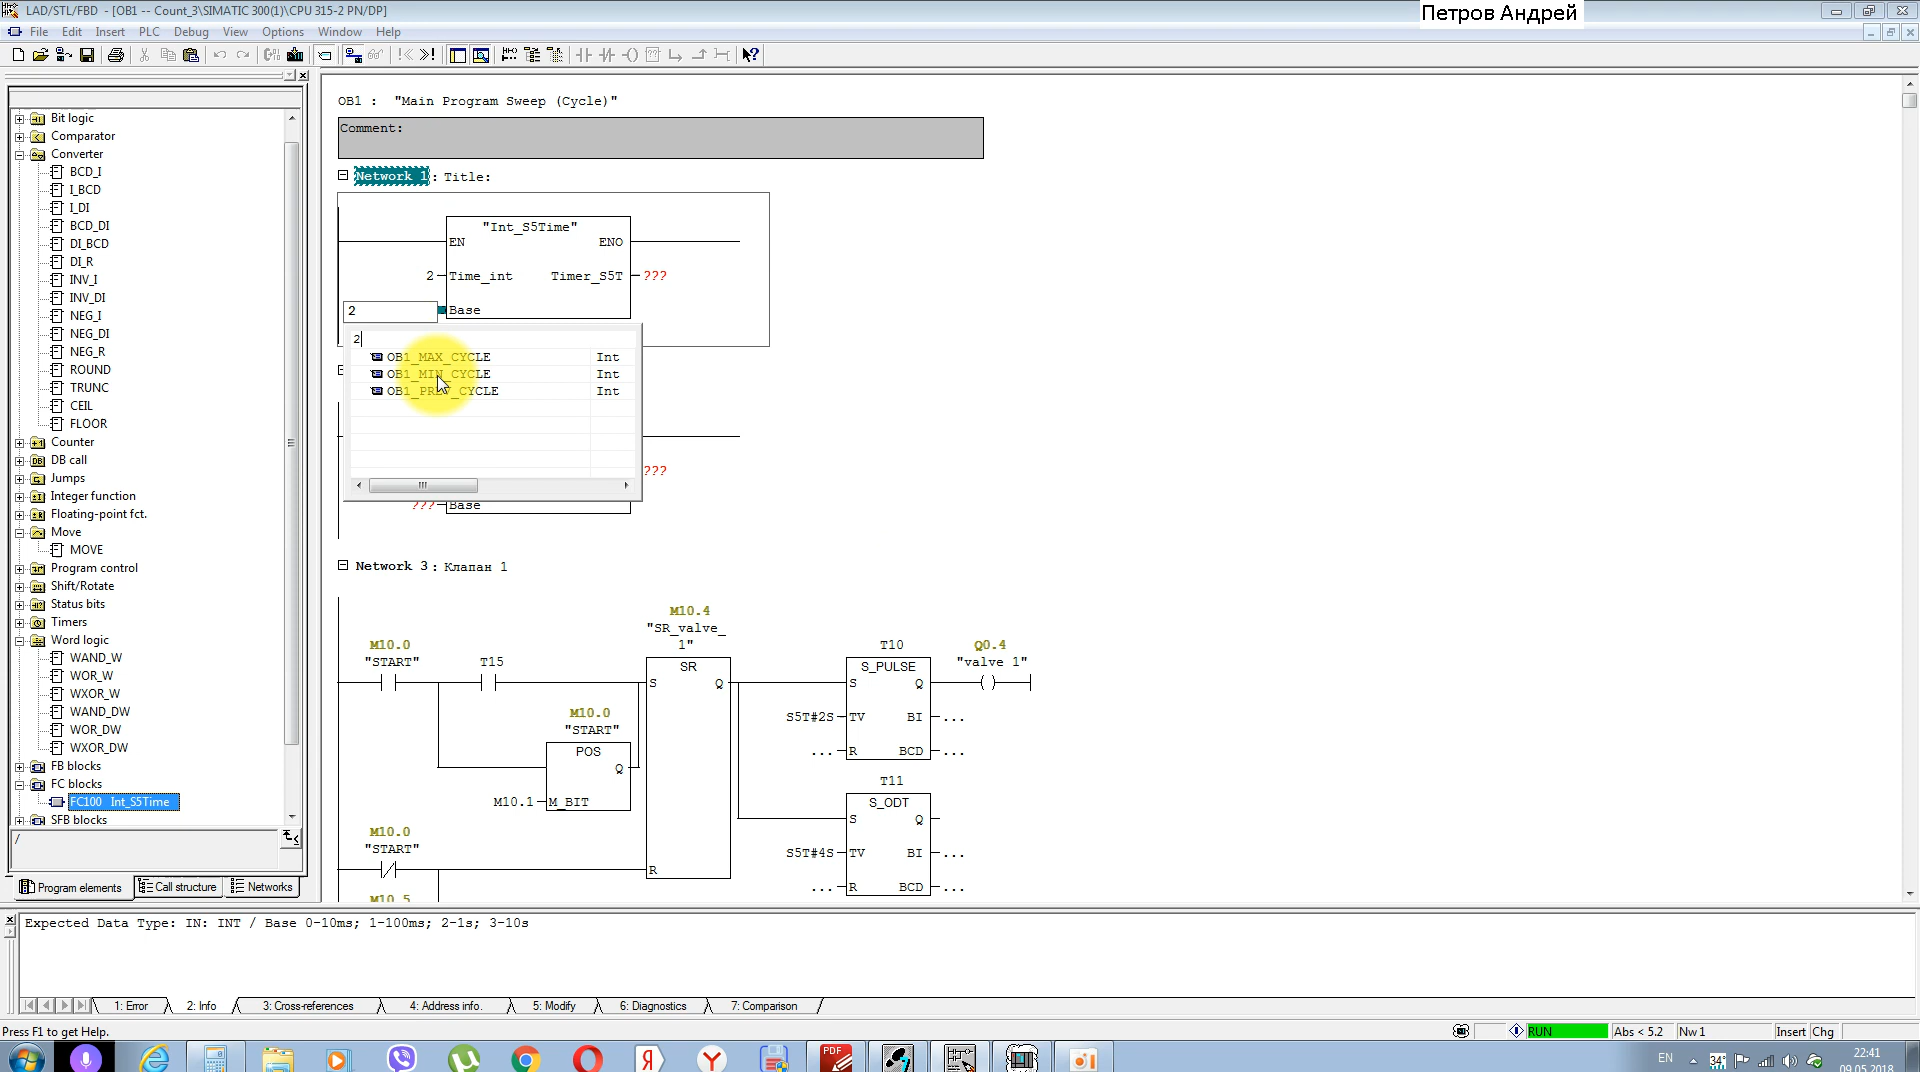 LAD/STL/FBD - [OB1 -- Count_3\SIMATIC 300(1)\CPU 315-2 PN/DP]
Петров Андрей
File Edit Insert PLC Debug View Options Window Help
OB1 : "Main Program Sweep (Cycle)"
Comment:
Network 1 : Title:
"Int_S5Time"
EN ENO
2 Time_int Timer_S5T ???
2 Base
2
OB1_MAX_CYCLE Int
OB1_MIN_CYCLE Int
OB1_PREV_CYCLE Int
???
??? Base
Network 3 : Клапан 1
M10.4
"SR_valve_
1"
M10.0
"START"
T15
SR
S Q
T10
S_PULSE
S Q
Q0.4
"valve 1"
S5T#2S TV BI ...
... R BCD ...
M10.0
"START"
POS
Q
M10.1 M_BIT
T11
S_ODT
S Q
S5T#4S TV BI ...
... R BCD ...
M10.0
"START"
R
M10.5
Bit logic
Comparator
Converter
BCD_I
I_BCD
I_DI
BCD_DI
DI_BCD
DI_R
INV_I
INV_DI
NEG_I
NEG_DI
NEG_R
ROUND
TRUNC
CEIL
FLOOR
Counter
DB call
Jumps
Integer function
Floating-point fct.
Move
MOVE
Program control
Shift/Rotate
Status bits
Timers
Word logic
WAND_W
WOR_W
WXOR_W
WAND_DW
WOR_DW
WXOR_DW
FB blocks
FC blocks
FC100 Int_S5Time
SFB blocks
/
Program elements Call structure Networks
Expected Data Type: IN: INT / Base 0-10ms; 1-100ms; 2-1s; 3-10s
1: Error 2: Info 3: Cross-references 4: Address info. 5: Modify 6: Diagnostics 7: Comparison
Press F1 to get Help.
RUN Abs < 5.2 Nw 1 Insert Chg
PDF
EN 34° 22:41
09.05.2018